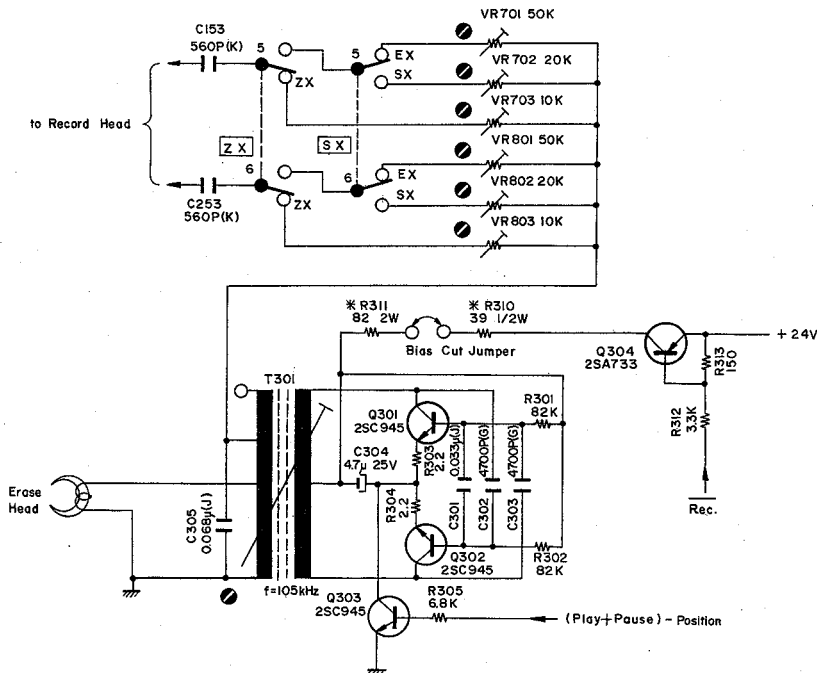 VR701 50K
C153
560P(K)
5
5
EX
VR702 20K
SX
ZX
VR703 10K
to Record Head
ZX
SX
VR801 50K
6
6
EX
VR802 20K
SX
ZX
C253
560P(K)
VR803 10K
* R311
82 2W
* R310
39 1/2W
Bias Cut Jumper
Q304
2SA733
+24V
R313
150
T301
Q301
2SC945
R301
82K
R312
3.3K
C304
4.7μ 25V
R303
2.2
0.033μ(J)
4700P(G)
4700P(G)
Erase
Head
C305
0.068μ(J)
R304
2.2
C301
C302
C303
Rec.
Q302
2SC945
R302
82K
f=105kHz
Q303
2SC945
R305
6.8K
(Play+Pause)-Position